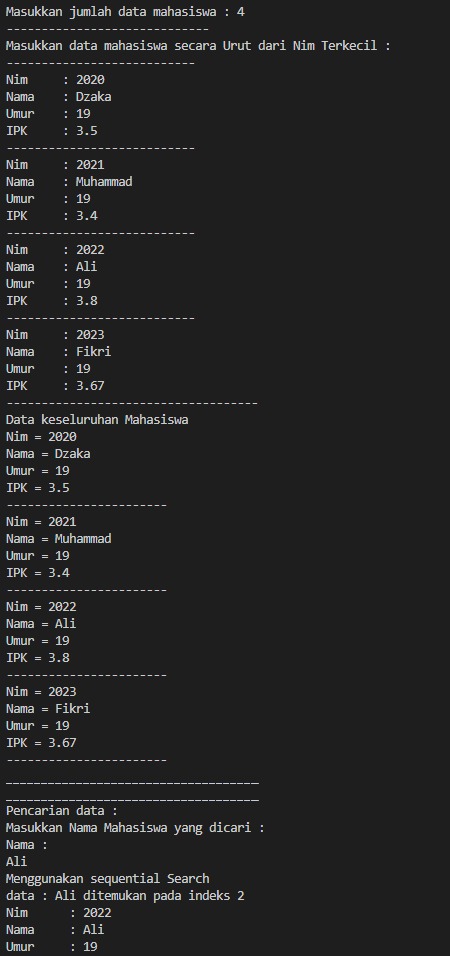 Masukkan jumlah data mahasiswa : 4
-----------------------------
Masukkan data mahasiswa secara Urut dari Nim Terkecil :
---------------------------
Nim     : 2020
Nama    : Dzaka
Umur    : 19
IPK     : 3.5
---------------------------
Nim     : 2021
Nama    : Muhammad
Umur    : 19
IPK     : 3.4
---------------------------
Nim     : 2022
Nama    : Ali
Umur    : 19
IPK     : 3.8
---------------------------
Nim     : 2023
Nama    : Fikri
Umur    : 19
IPK     : 3.67
------------------------------------
Data keseluruhan Mahasiswa
Nim = 2020
Nama = Dzaka
Umur = 19
IPK = 3.5
-----------------------
Nim = 2021
Nama = Muhammad
Umur = 19
IPK = 3.4
-----------------------
Nim = 2022
Nama = Ali
Umur = 19
IPK = 3.8
-----------------------
Nim = 2023
Nama = Fikri
Umur = 19
IPK = 3.67
-----------------------
____________________________________
____________________________________
Pencarian data :
Masukkan Nama Mahasiswa yang dicari :
Nama :
Ali
Menggunakan sequential Search
data : Ali ditemukan pada indeks 2
Nim      : 2022
Nama     : Ali
Umur     : 19